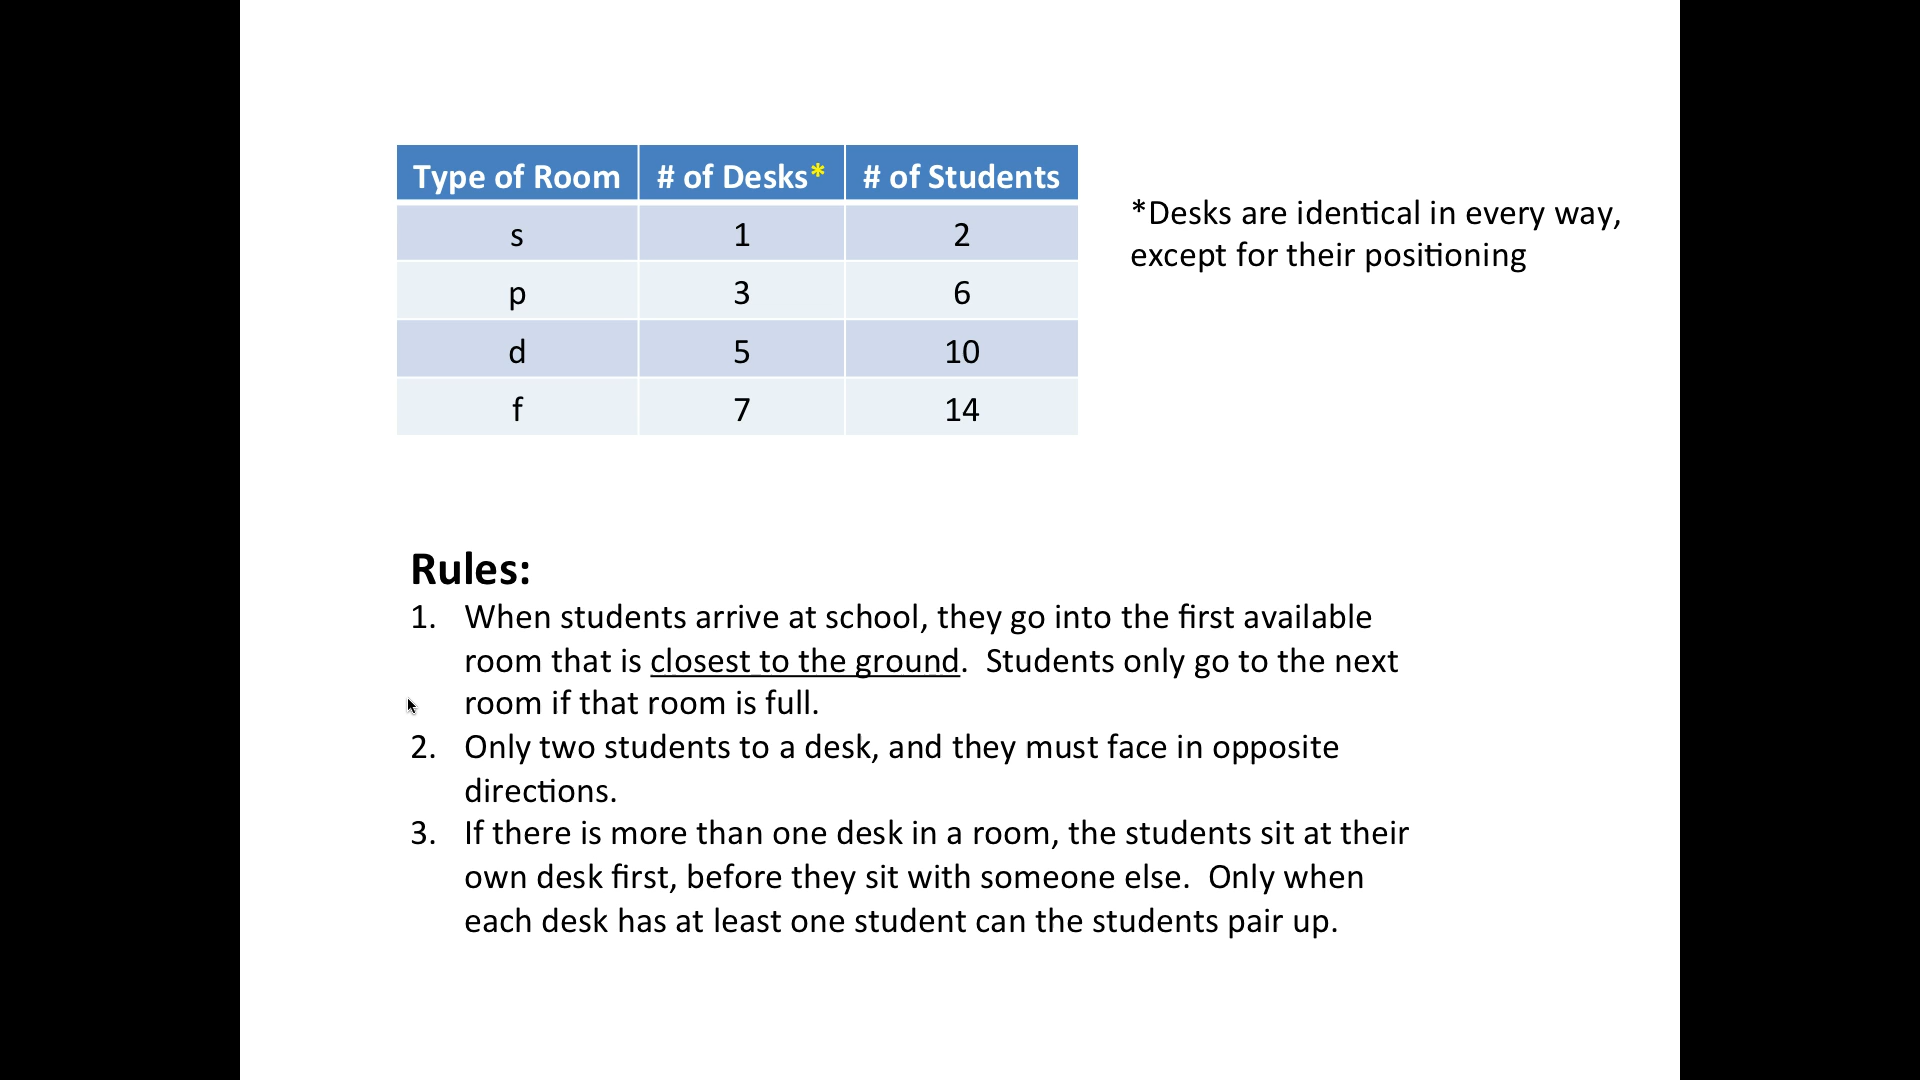 Type of Room # of Desks* # of Students
s 1 2
p 3 6
d 5 10
f 7 14
*Desks are identical in every way,
except for their positioning
Rules:
1. When students arrive at school, they go into the first available
room that is closest to the ground. Students only go to the next
room if that room is full.
2. Only two students to a desk, and they must face in opposite
directions.
3. If there is more than one desk in a room, the students sit at their
own desk first, before they sit with someone else. Only when
each desk has at least one student can the students pair up.